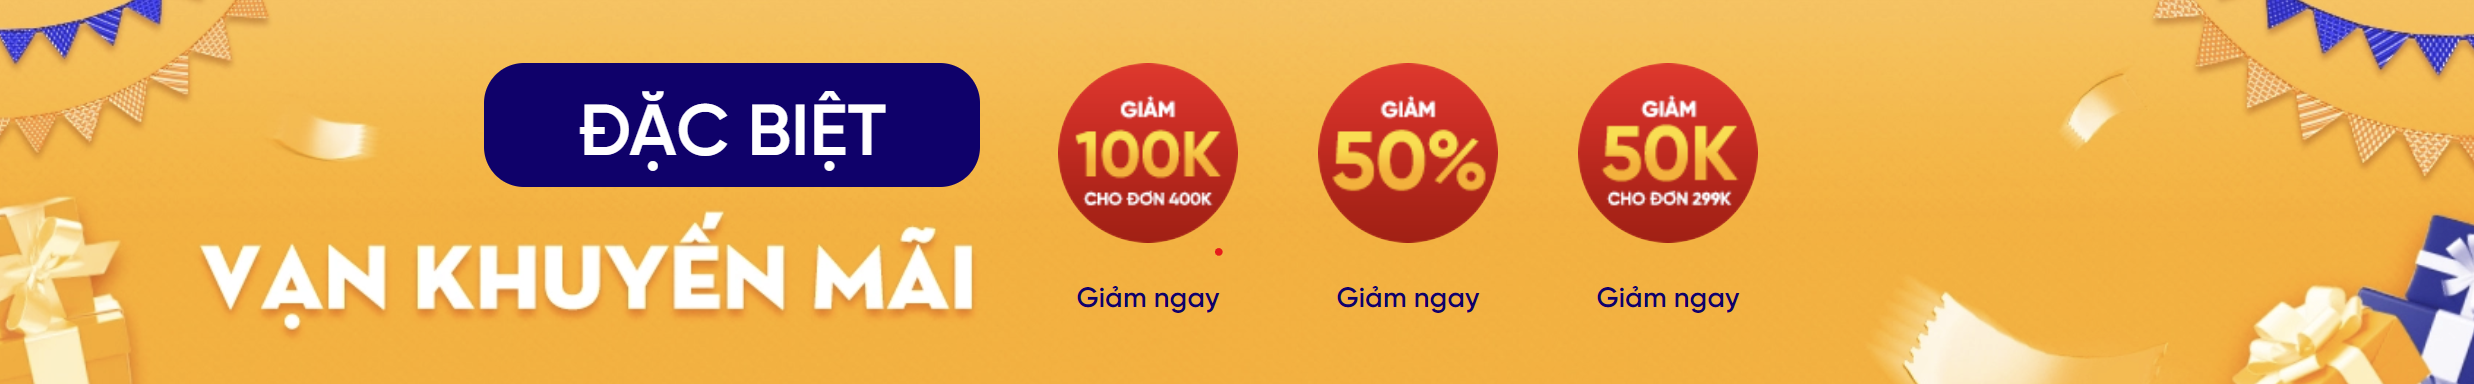 ĐẶC BIỆT
VẠN KHUYẾN MÃI
GIẢM
100K
CHO ĐƠN 400K
Giảm ngay
GIẢM
50%
Giảm ngay
GIẢM
50K
CHO ĐƠN 299K
Giảm ngay